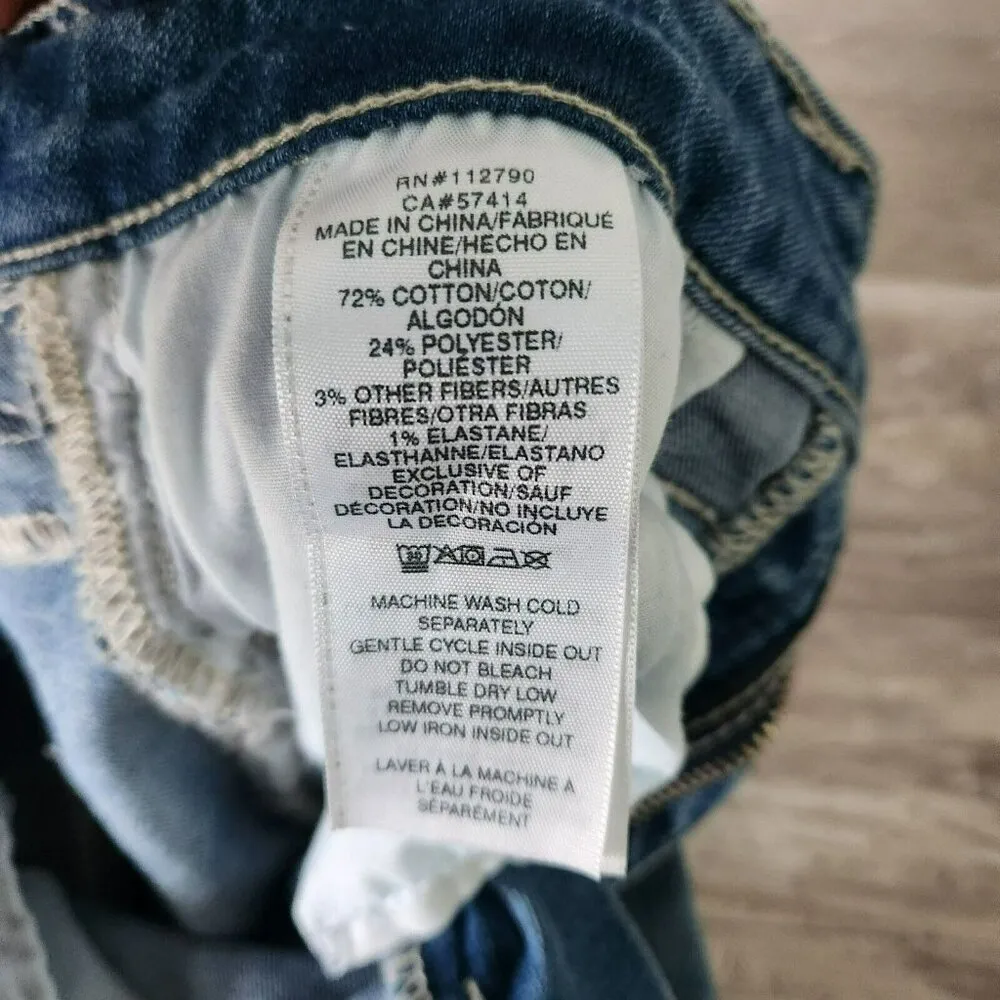 RN#112790
CA#57414
MADE IN CHINA/FABRIQUÉ
EN CHINE/HECHO EN
CHINA
72% COTTON/COTON/
ALGODÓN
24% POLYESTER/
POLIÉSTER
3% OTHER FIBERS/AUTRES
FIBRES/OTRA FIBRAS
1% ELASTANE/
ELASTHANNE/ELASTANO
EXCLUSIVE OF
DECORATION/SAUF
DÉCORATION/NO INCLUYE
LA DECORACIÓN
30
MACHINE WASH COLD
SEPARATELY
GENTLE CYCLE INSIDE OUT
DO NOT BLEACH
TUMBLE DRY LOW
REMOVE PROMPTLY
LOW IRON INSIDE OUT
LAVER À LA MACHINE À
L'EAU FROIDE
SÉPARÉMENT